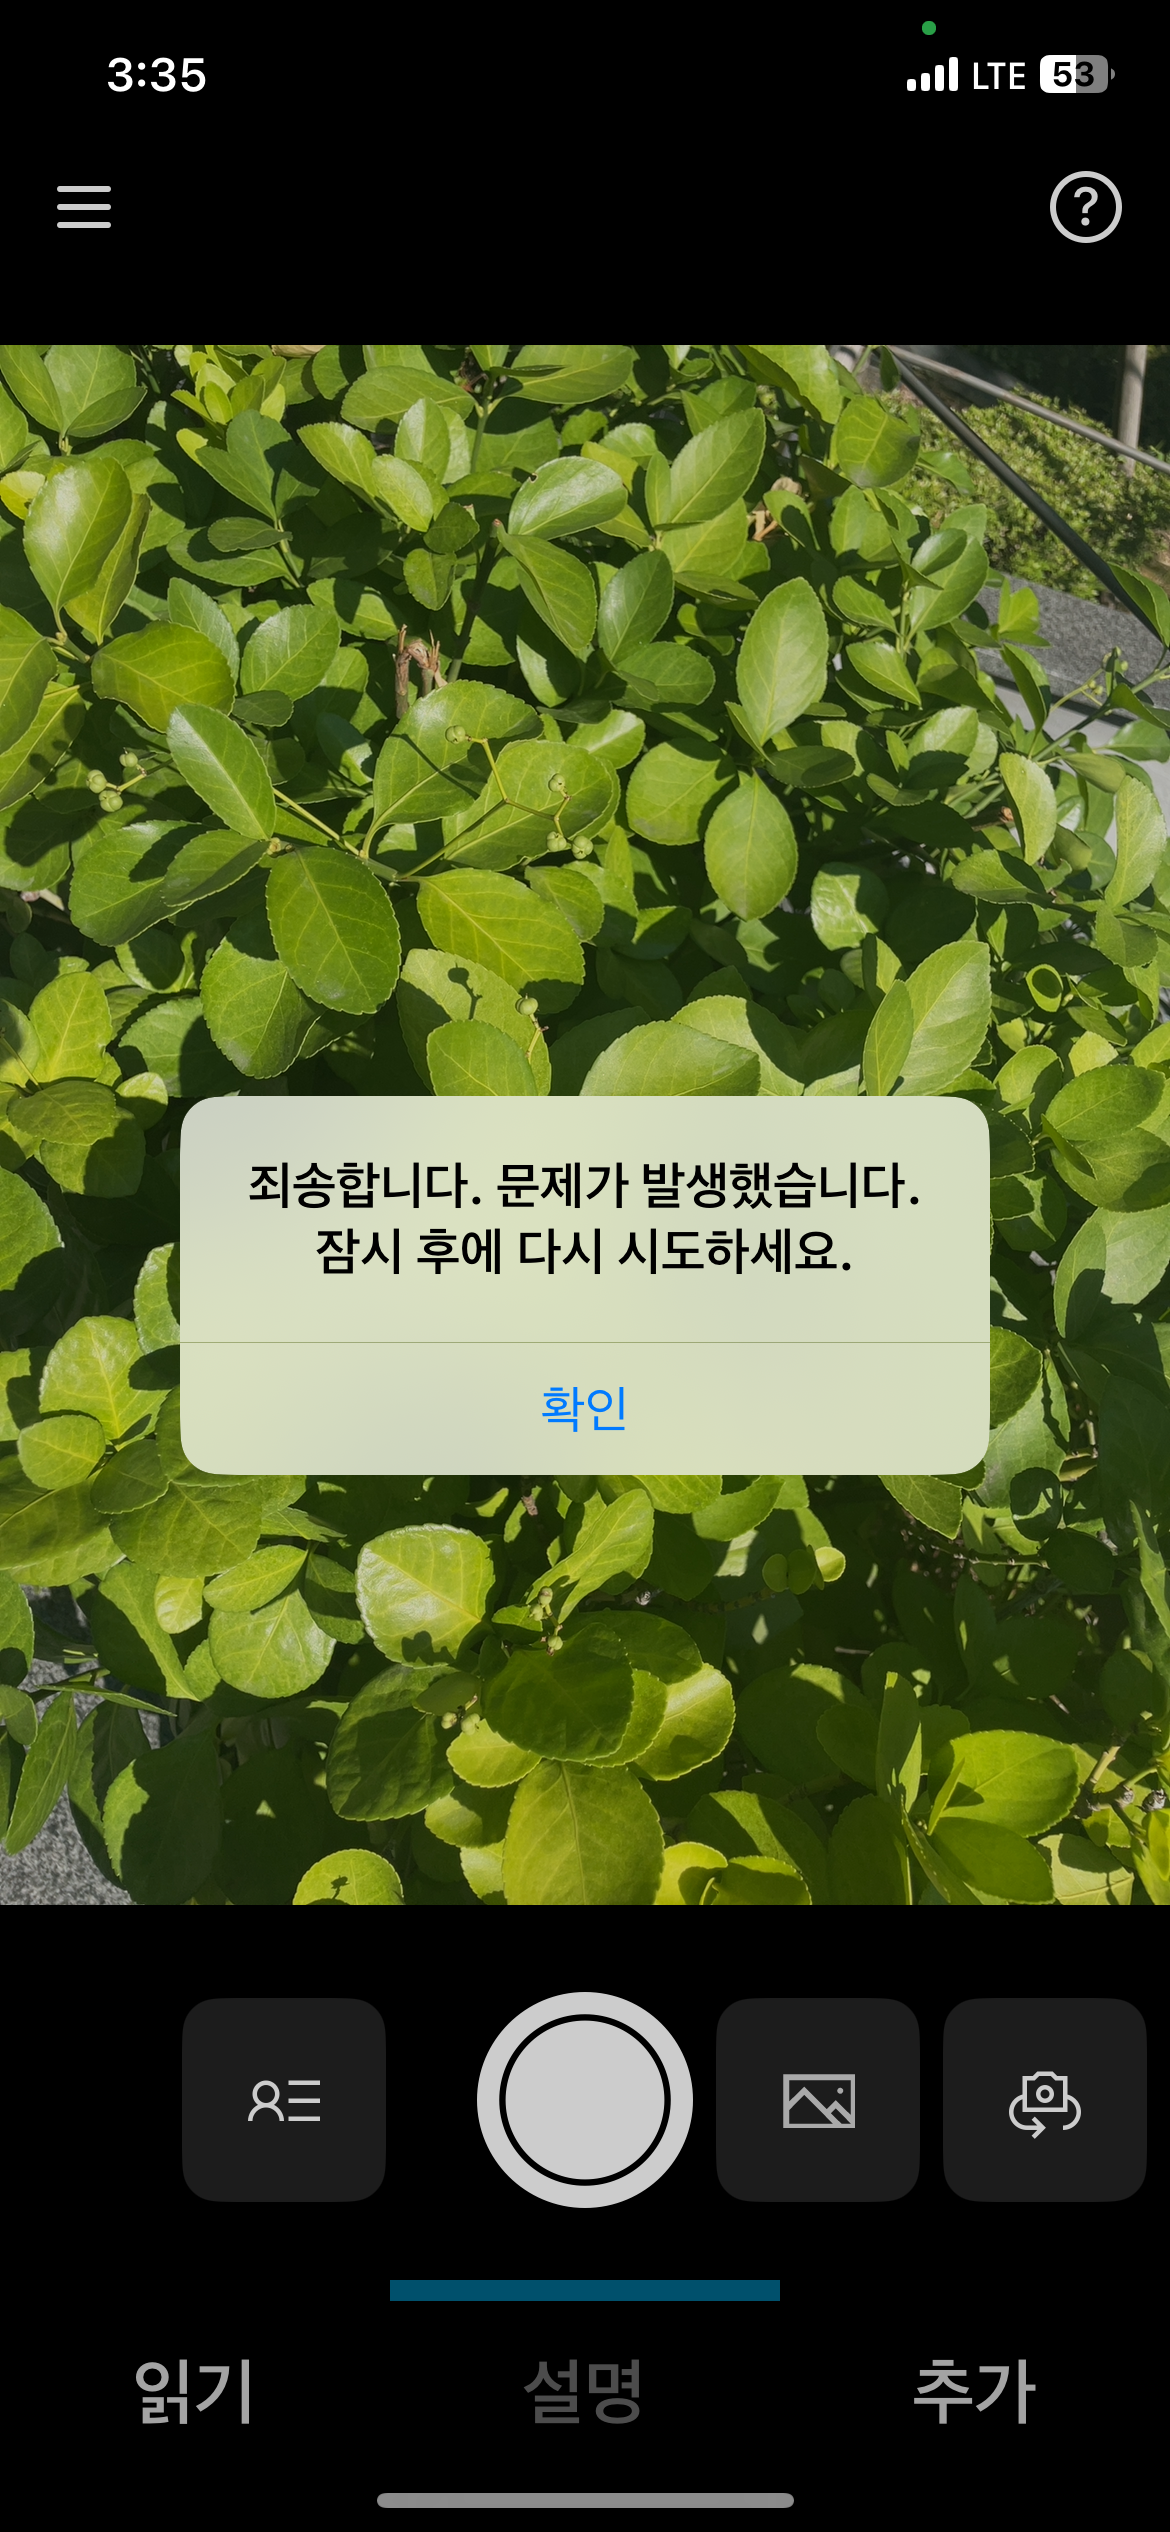 3:35
LTE 53
?
죄송합니다. 문제가 발생했습니다.
잠시 후에 다시 시도하세요.
확인
읽기 설명 추가